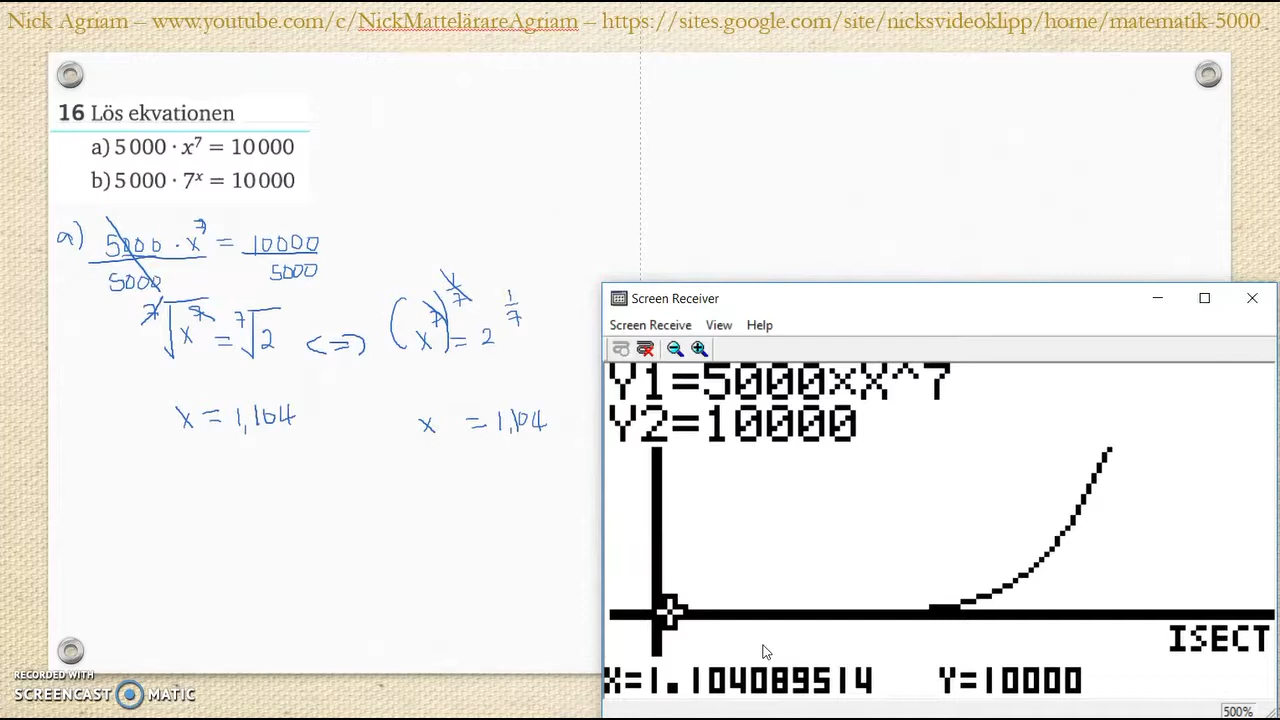 Nick Agriam – www.youtube.com/c/NickMattelärareAgriam – https://sites.google.com/site/nicksvideoklipp/home/matematik-5000
16 Lös ekvationen
a) 5 000 · x⁷ = 10 000
b) 5 000 · 7ˣ = 10 000
a) 5000 · x⁷ / 5000 = 10000 / 5000
⁷√x⁷ = ⁷√2 <=> (x⁷)^1/7 = 2^1/7
x = 1,104
x = 1,104
Screen Receiver
Screen Receive View Help
Y1=5000×X^7
Y2=10000
ISECT
X=1.104089514 Y=10000
500%
RECORDED WITH
SCREENCAST MATIC